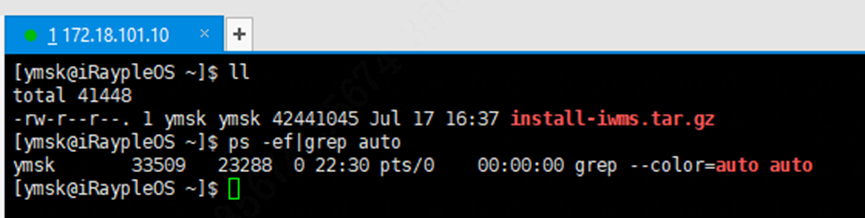 1 172.18.101.10 × +
[ymsk@iRaypleOS ~]$ ll
total 41448
-rw-r--r--. 1 ymsk ymsk 42441045 Jul 17 16:37 install-iwms.tar.gz
[ymsk@iRaypleOS ~]$ ps -ef|grep auto
ymsk 33509 23288 0 22:30 pts/0 00:00:00 grep --color=auto auto
[ymsk@iRaypleOS ~]$